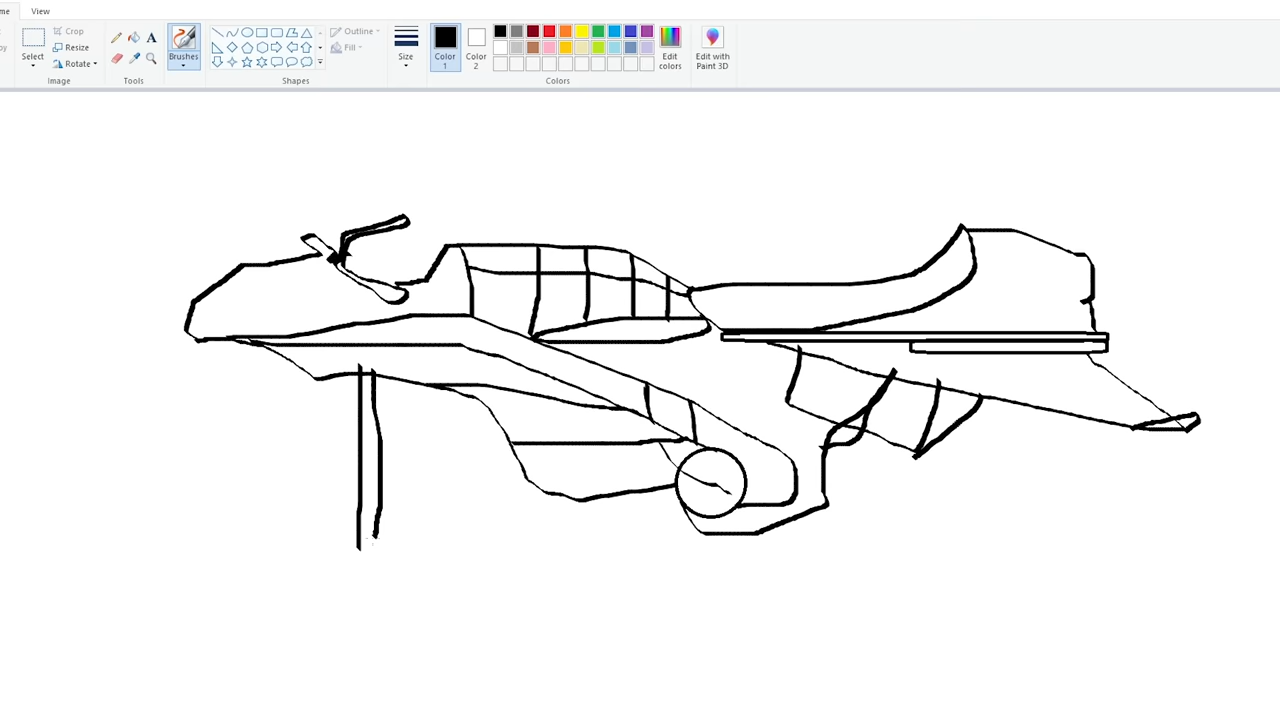 me View
Crop
Resize
Rotate
py
Select
Brushes
Outline
Fill
Size
Color 1
Color 2
Edit colors
Edit with Paint 3D
Image
Tools
Shapes
Colors
A